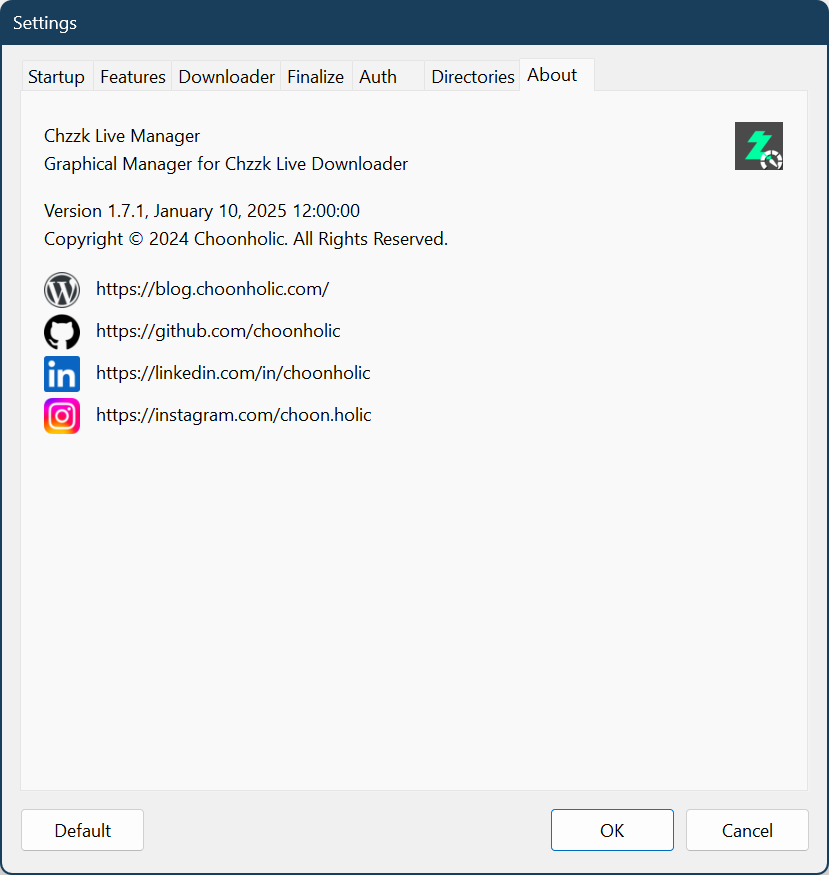 Settings
Startup Features Downloader Finalize Auth Directories About
Chzzk Live Manager
Graphical Manager for Chzzk Live Downloader
Version 1.7.1, January 10, 2025 12:00:00
Copyright © 2024 Choonholic. All Rights Reserved.
https://blog.choonholic.com/
https://github.com/choonholic
https://linkedin.com/in/choonholic
https://instagram.com/choon.holic
Default OK Cancel